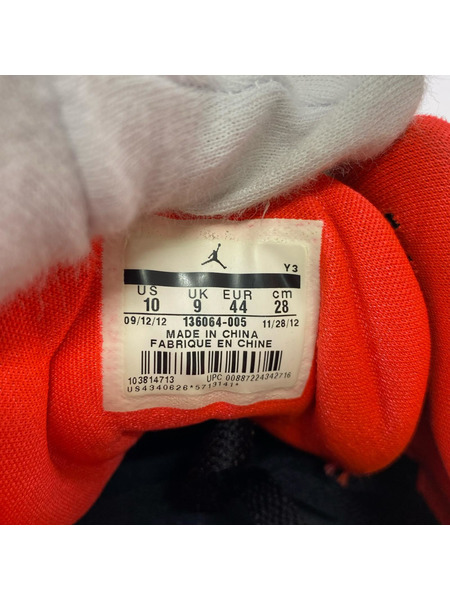 Y3
US UK EUR cm
10 9 44 28
09/12/12 136064-005 11/28/12
MADE IN CHINA
FABRIQUE EN CHINE
103814713 UPC 00887224342716
US4340626*5713141*